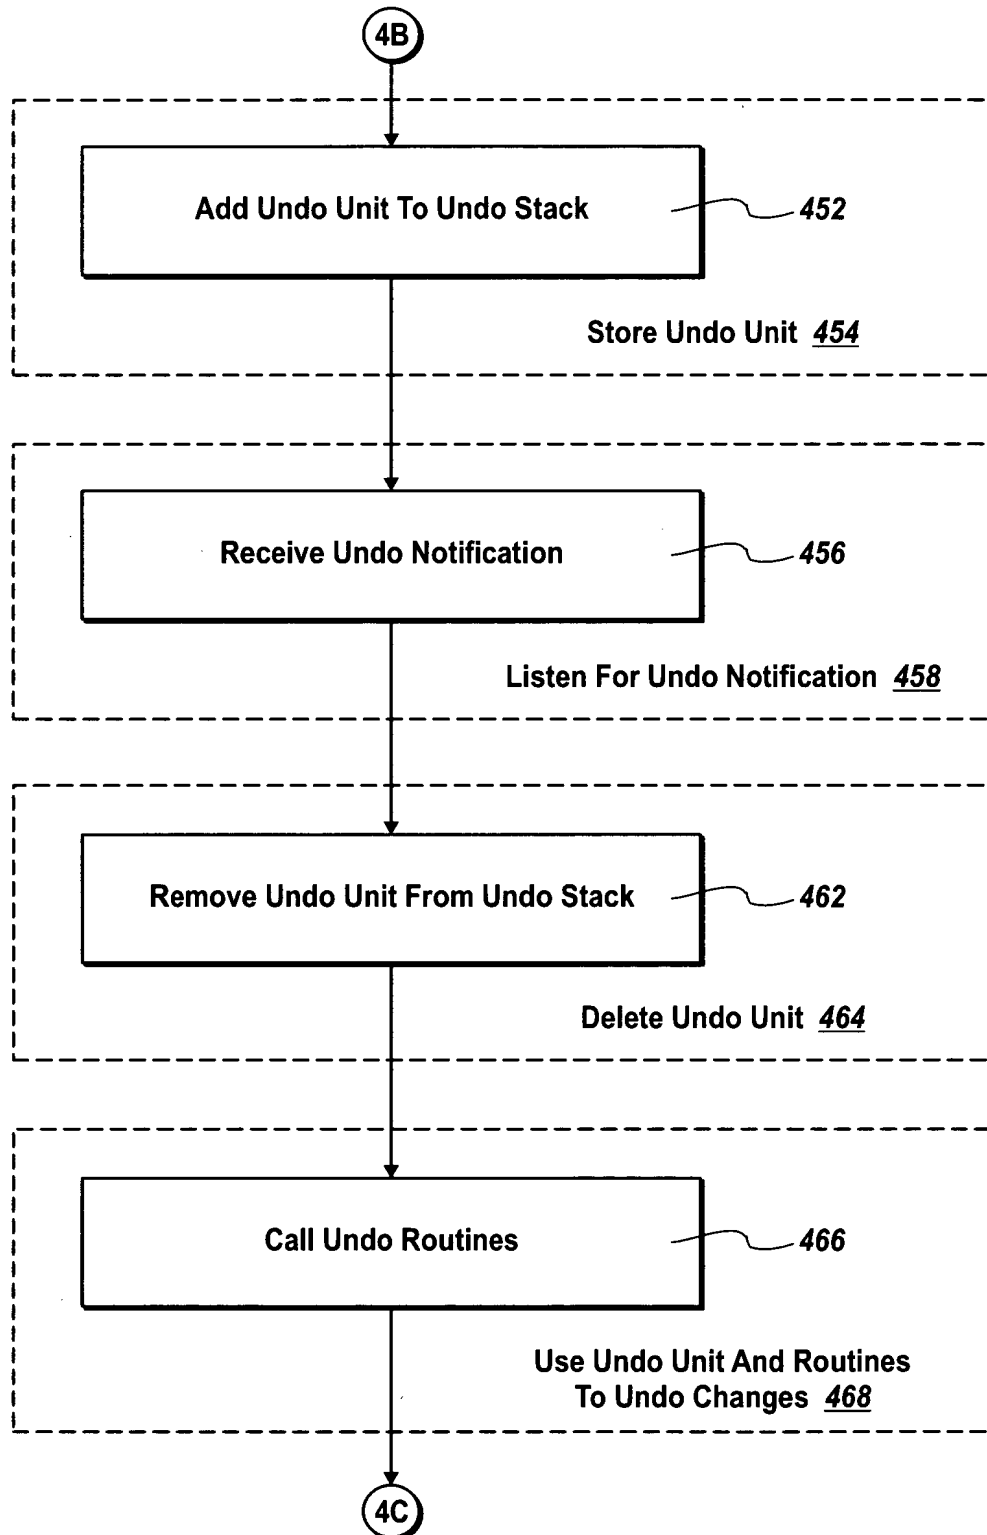 4B
Add Undo Unit To Undo Stack
452
Store Undo Unit 454
Receive Undo Notification
456
Listen For Undo Notification 458
Remove Undo Unit From Undo Stack
462
Delete Undo Unit 464
Call Undo Routines
466
Use Undo Unit And Routines
To Undo Changes 468
4C